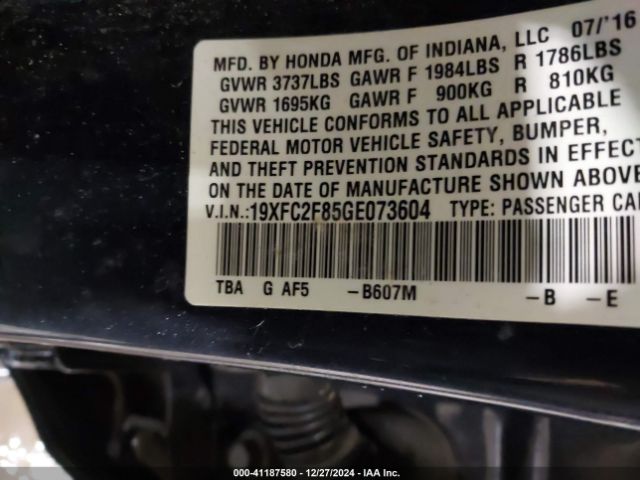 MFD. BY HONDA MFG. OF INDIANA, LLC 07/'16
GVWR 3737LBS GAWR F 1984LBS R 1786LBS
GVWR 1695KG GAWR F 900KG R 810KG
THIS VEHICLE CONFORMS TO ALL APPLICABLE
FEDERAL MOTOR VEHICLE SAFETY, BUMPER,
AND THEFT PREVENTION STANDARDS IN EFFECT
ON THE DATE OF MANUFACTURE SHOWN ABOVE
V.I.N.:19XFC2F85GE073604 TYPE: PASSENGER CAR
TBA G AF5 -B607M -B -E
000-41187580 - 12/27/2024 - IAA Inc.